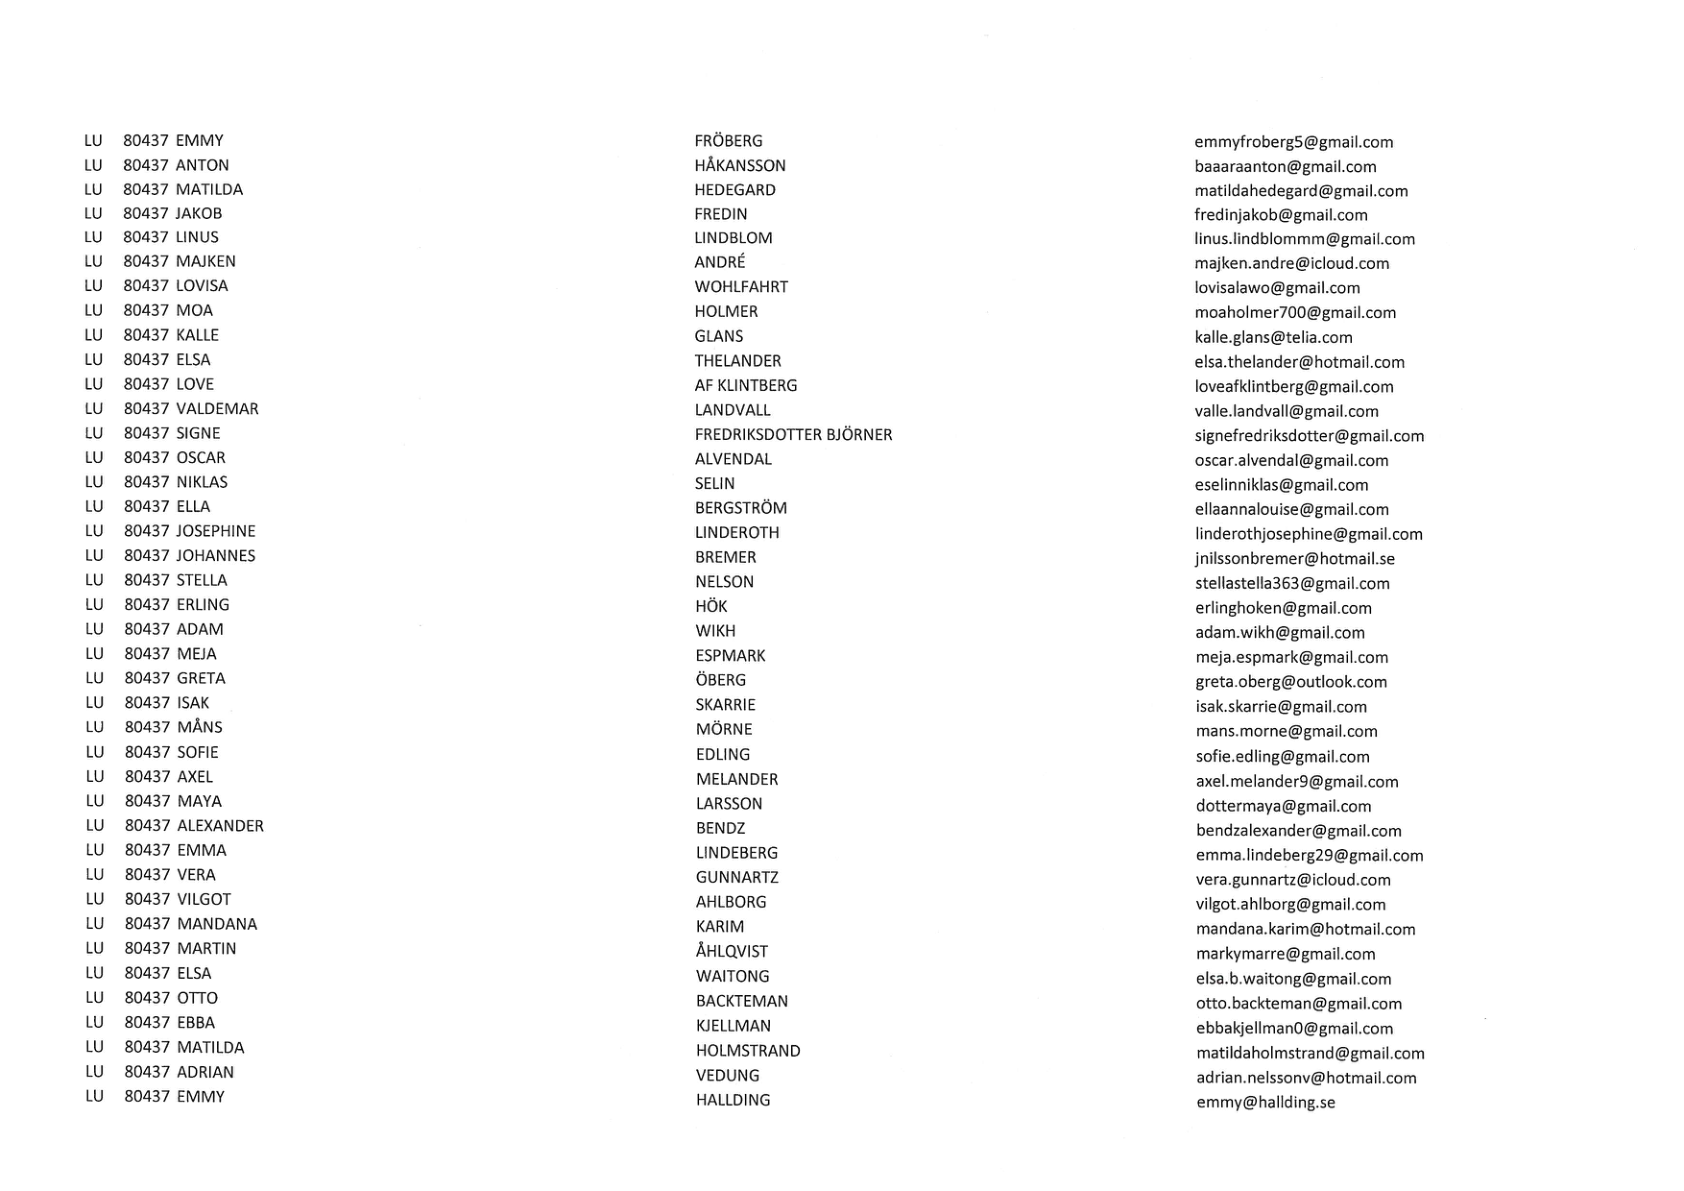 LU 80437 EMMY FRÖBERG emmyfroberg5@gmail.com
LU 80437 ANTON HÅKANSSON baaaraanton@gmail.com
LU 80437 MATILDA HEDEGARD matildahedegard@gmail.com
LU 80437 JAKOB FREDIN fredinjakob@gmail.com
LU 80437 LINUS LINDBLOM linus.lindblommm@gmail.com
LU 80437 MAJKEN ANDRÉ majken.andre@icloud.com
LU 80437 LOVISA WOHLFAHRT lovisalawo@gmail.com
LU 80437 MOA HOLMER moaholmer700@gmail.com
LU 80437 KALLE GLANS kalle.glans@telia.com
LU 80437 ELSA THELANDER elsa.thelander@hotmail.com
LU 80437 LOVE AF KLINTBERG loveafklintberg@gmail.com
LU 80437 VALDEMAR LANDVALL valle.landvall@gmail.com
LU 80437 SIGNE FREDRIKSDOTTER BJÖRNER signefredriksdotter@gmail.com
LU 80437 OSCAR ALVENDAL oscar.alvendal@gmail.com
LU 80437 NIKLAS SELIN eselinniklas@gmail.com
LU 80437 ELLA BERGSTRÖM ellaannalouise@gmail.com
LU 80437 JOSEPHINE LINDEROTH linderothjosephine@gmail.com
LU 80437 JOHANNES BREMER jnilssonbremer@hotmail.se
LU 80437 STELLA NELSON stellastella363@gmail.com
LU 80437 ERLING HÖK erlinghoken@gmail.com
LU 80437 ADAM WIKH adam.wikh@gmail.com
LU 80437 MEJA ESPMARK meja.espmark@gmail.com
LU 80437 GRETA ÖBERG greta.oberg@outlook.com
LU 80437 ISAK SKARRIE isak.skarrie@gmail.com
LU 80437 MÅNS MÖRNE mans.morne@gmail.com
LU 80437 SOFIE EDLING sofie.edling@gmail.com
LU 80437 AXEL MELANDER axel.melander9@gmail.com
LU 80437 MAYA LARSSON dottermaya@gmail.com
LU 80437 ALEXANDER BENDZ bendzalexander@gmail.com
LU 80437 EMMA LINDEBERG emma.lindeberg29@gmail.com
LU 80437 VERA GUNNARTZ vera.gunnartz@icloud.com
LU 80437 VILGOT AHLBORG vilgot.ahlborg@gmail.com
LU 80437 MANDANA KARIM mandana.karim@hotmail.com
LU 80437 MARTIN ÅHLQVIST markymarre@gmail.com
LU 80437 ELSA WAITONG elsa.b.waitong@gmail.com
LU 80437 OTTO BACKTEMAN otto.backteman@gmail.com
LU 80437 EBBA KJELLMAN ebbakjellman0@gmail.com
LU 80437 MATILDA HOLMSTRAND matildaholmstrand@gmail.com
LU 80437 ADRIAN VEDUNG adrian.nelssonv@hotmail.com
LU 80437 EMMY HALLDING emmy@hallding.se